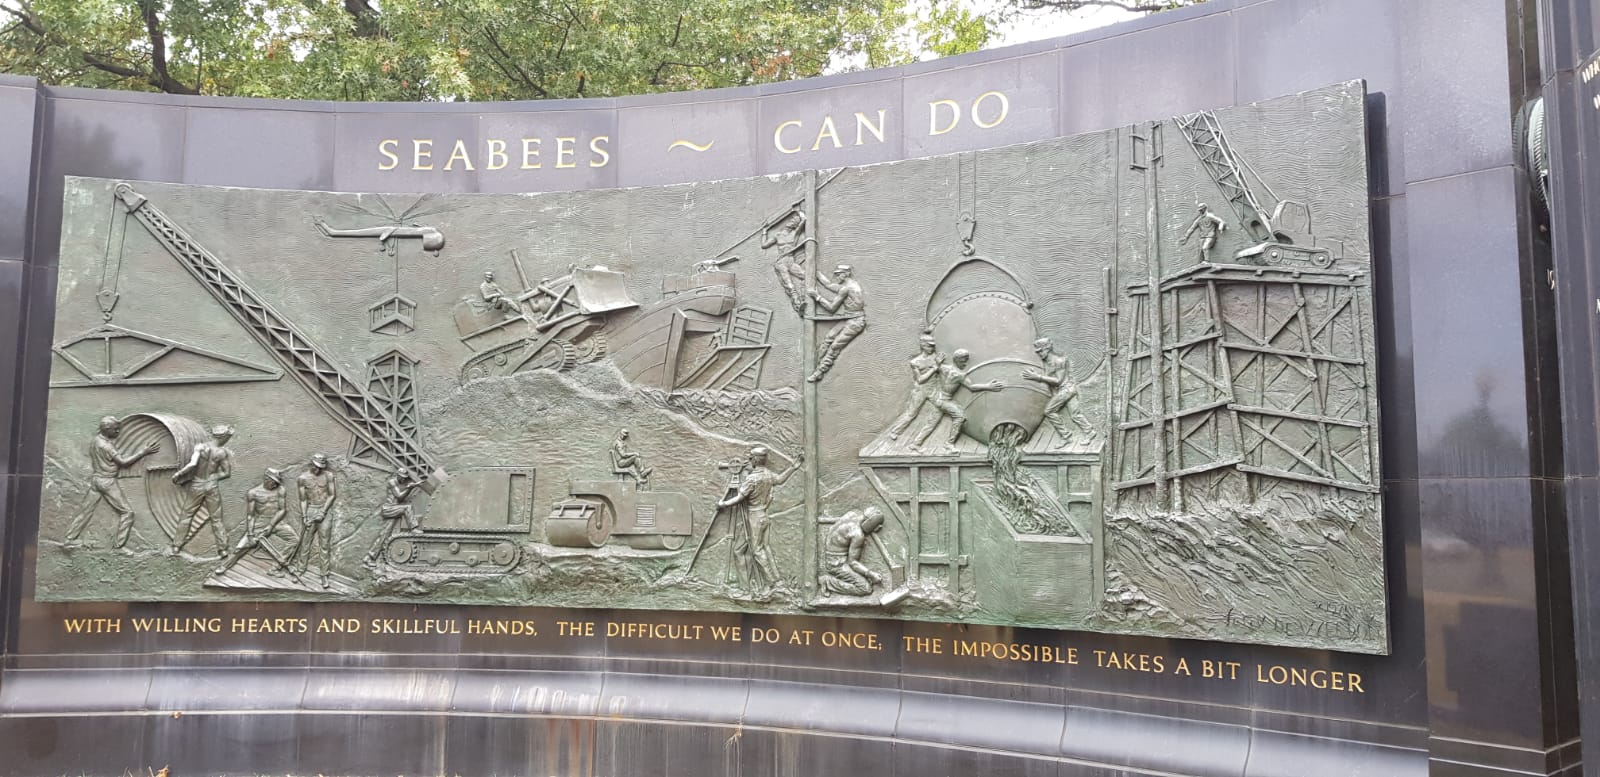 SEABEES ~ CAN DO
WITH WILLING HEARTS AND SKILLFUL HANDS, THE DIFFICULT WE DO AT ONCE; THE IMPOSSIBLE TAKES A BIT LONGER